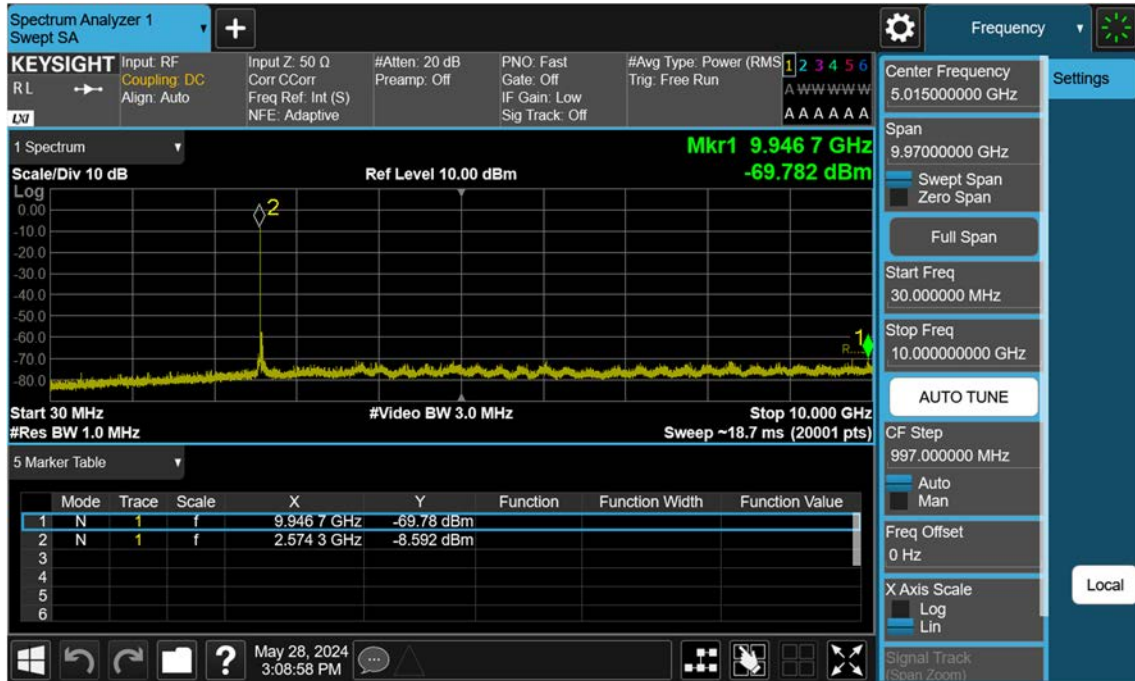 Spectrum Analyzer 1
Swept SA
Frequency
KEYSIGHT
R L
LXI
Input: RF
Coupling: DC
Align: Auto
Input Z: 50 Ω
Corr CCorr
Freq Ref: Int (S)
NFE: Adaptive
#Atten: 20 dB
Preamp: Off
PNO: Fast
Gate: Off
IF Gain: Low
Sig Track: Off
#Avg Type: Power (RMS
Trig: Free Run
1 2 3 4 5 6
A W W W W W
A A A A A A
1 Spectrum
Mkr1 9.946 7 GHz
-69.782 dBm
Scale/Div 10 dB
Ref Level 10.00 dBm
Log
0.00
-10.0
-20.0
-30.0
-40.0
-50.0
-60.0
-70.0
-80.0
2
1
R....
Start 30 MHz
#Video BW 3.0 MHz
Stop 10.000 GHz
#Res BW 1.0 MHz
Sweep ~18.7 ms (20001 pts)
5 Marker Table
Mode Trace Scale X Y Function Function Width Function Value
1 N 1 f 9.946 7 GHz -69.78 dBm
2 N 1 f 2.574 3 GHz -8.592 dBm
3
4
5
6
?
May 28, 2024
3:08:58 PM
Center Frequency
5.015000000 GHz
Settings
Span
9.97000000 GHz
Swept Span
Zero Span
Full Span
Start Freq
30.000000 MHz
Stop Freq
10.000000000 GHz
AUTO TUNE
CF Step
997.000000 MHz
Auto
Man
Freq Offset
0 Hz
X Axis Scale
Log
Lin
Local
Signal Track
(Span Zoom)